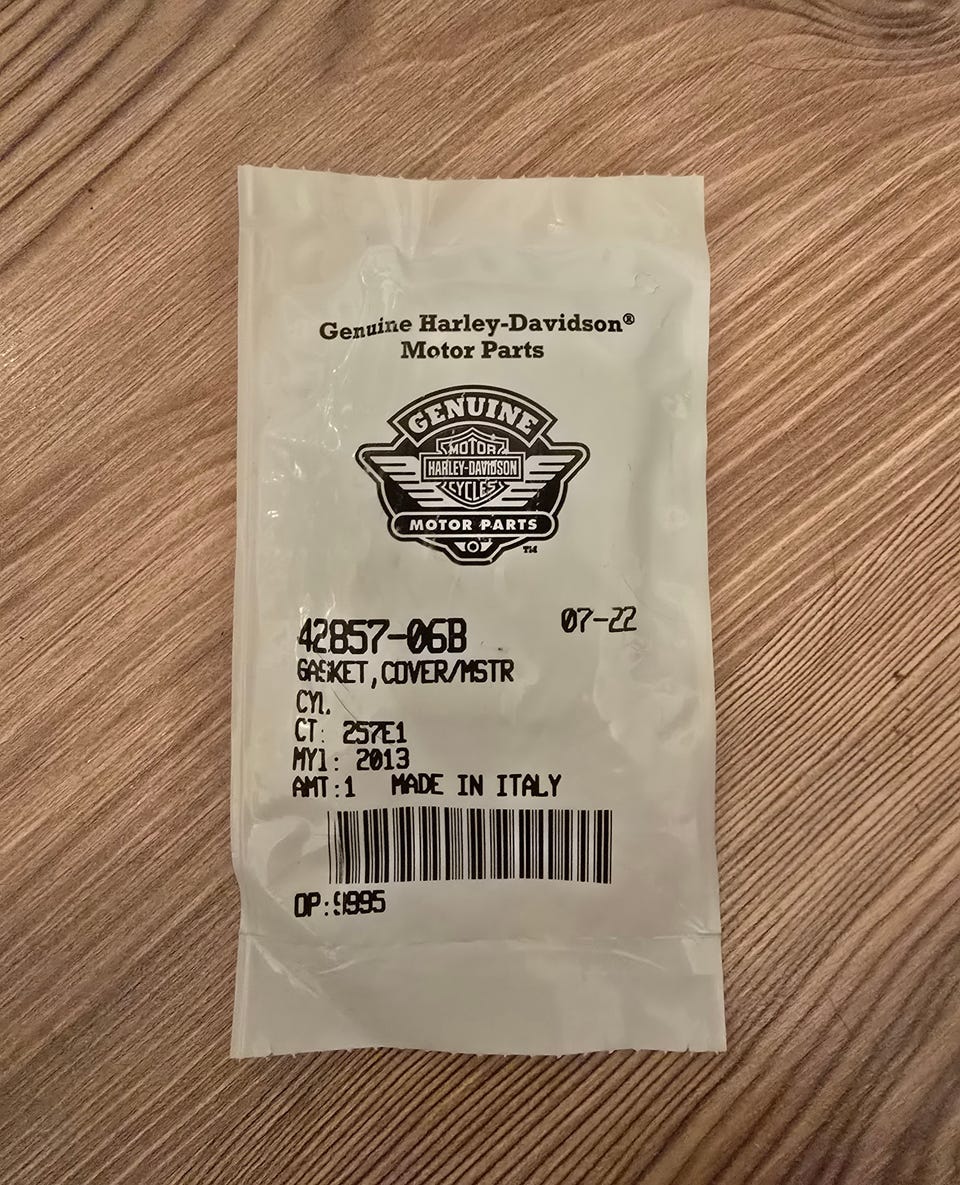 Genuine Harley-Davidson®
Motor Parts
GENUINE
MOTOR
HARLEY-DAVIDSON
CYCLES
MOTOR PARTS
TM
07-22
42857-06B
GASKET,COVER/MSTR
CYL
CT: 257E1
MY1: 2013
AMT:1 MADE IN ITALY
OP:9995